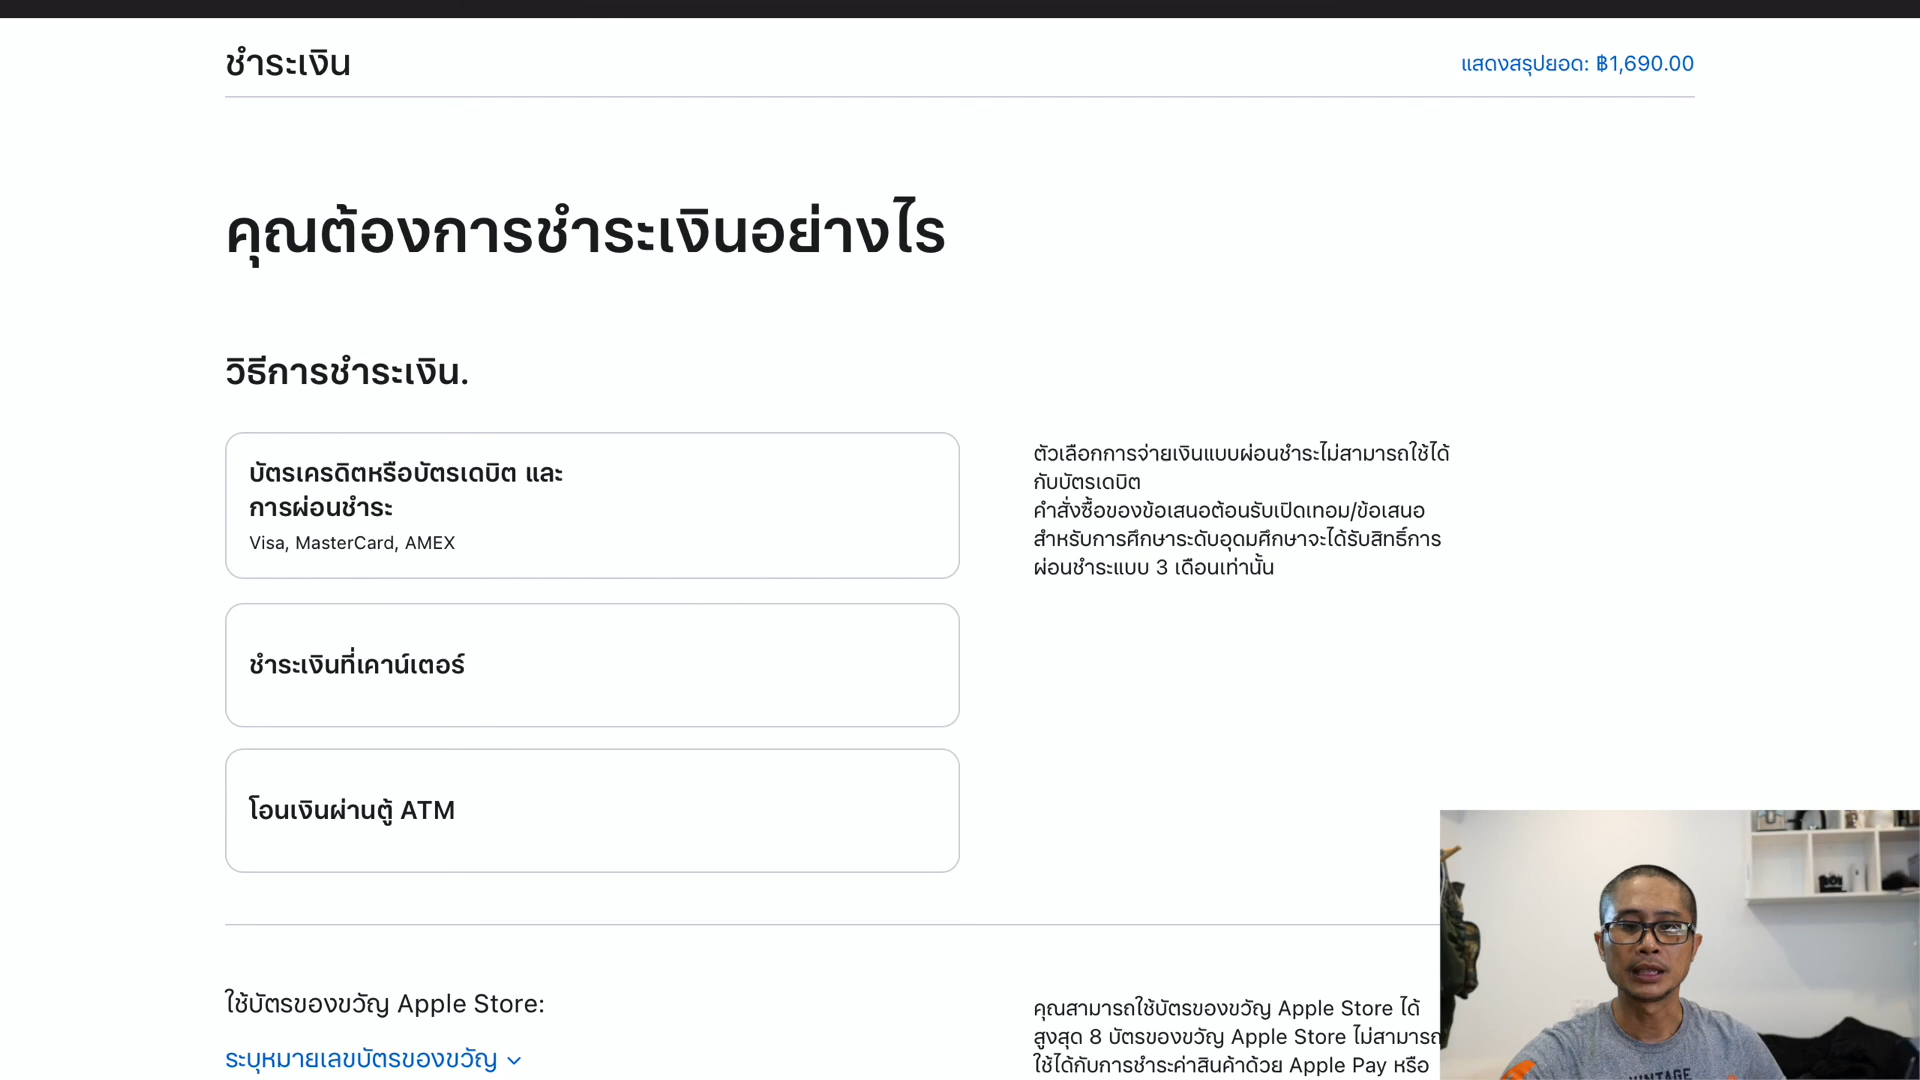 ชำระเงิน
แสดงสรุปยอด: ฿1,690.00
คุณต้องการชำระเงินอย่างไร
วิธีการชำระเงิน.
บัตรเครดิตหรือบัตรเดบิต และ
การผ่อนชำระ
Visa, MasterCard, AMEX
ตัวเลือกการจ่ายเงินแบบผ่อนชำระไม่สามารถใช้ได้
กับบัตรเดบิต
คำสั่งซื้อของข้อเสนอต้อนรับเปิดเทอม/ข้อเสนอ
สำหรับการศึกษาระดับอุดมศึกษาจะได้รับสิทธิ์การ
ผ่อนชำระแบบ 3 เดือนเท่านั้น
ชำระเงินที่เคาน์เตอร์
โอนเงินผ่านตู้ ATM
ใช้บัตรของขวัญ Apple Store:
ระบุหมายเลขบัตรของขวัญ
คุณสามารถใช้บัตรของขวัญ Apple Store ได้
สูงสุด 8 บัตรของขวัญ Apple Store ไม่สามารถ
ใช้ได้กับการชำระค่าสินค้าด้วย Apple Pay หรือ
VINTAGE